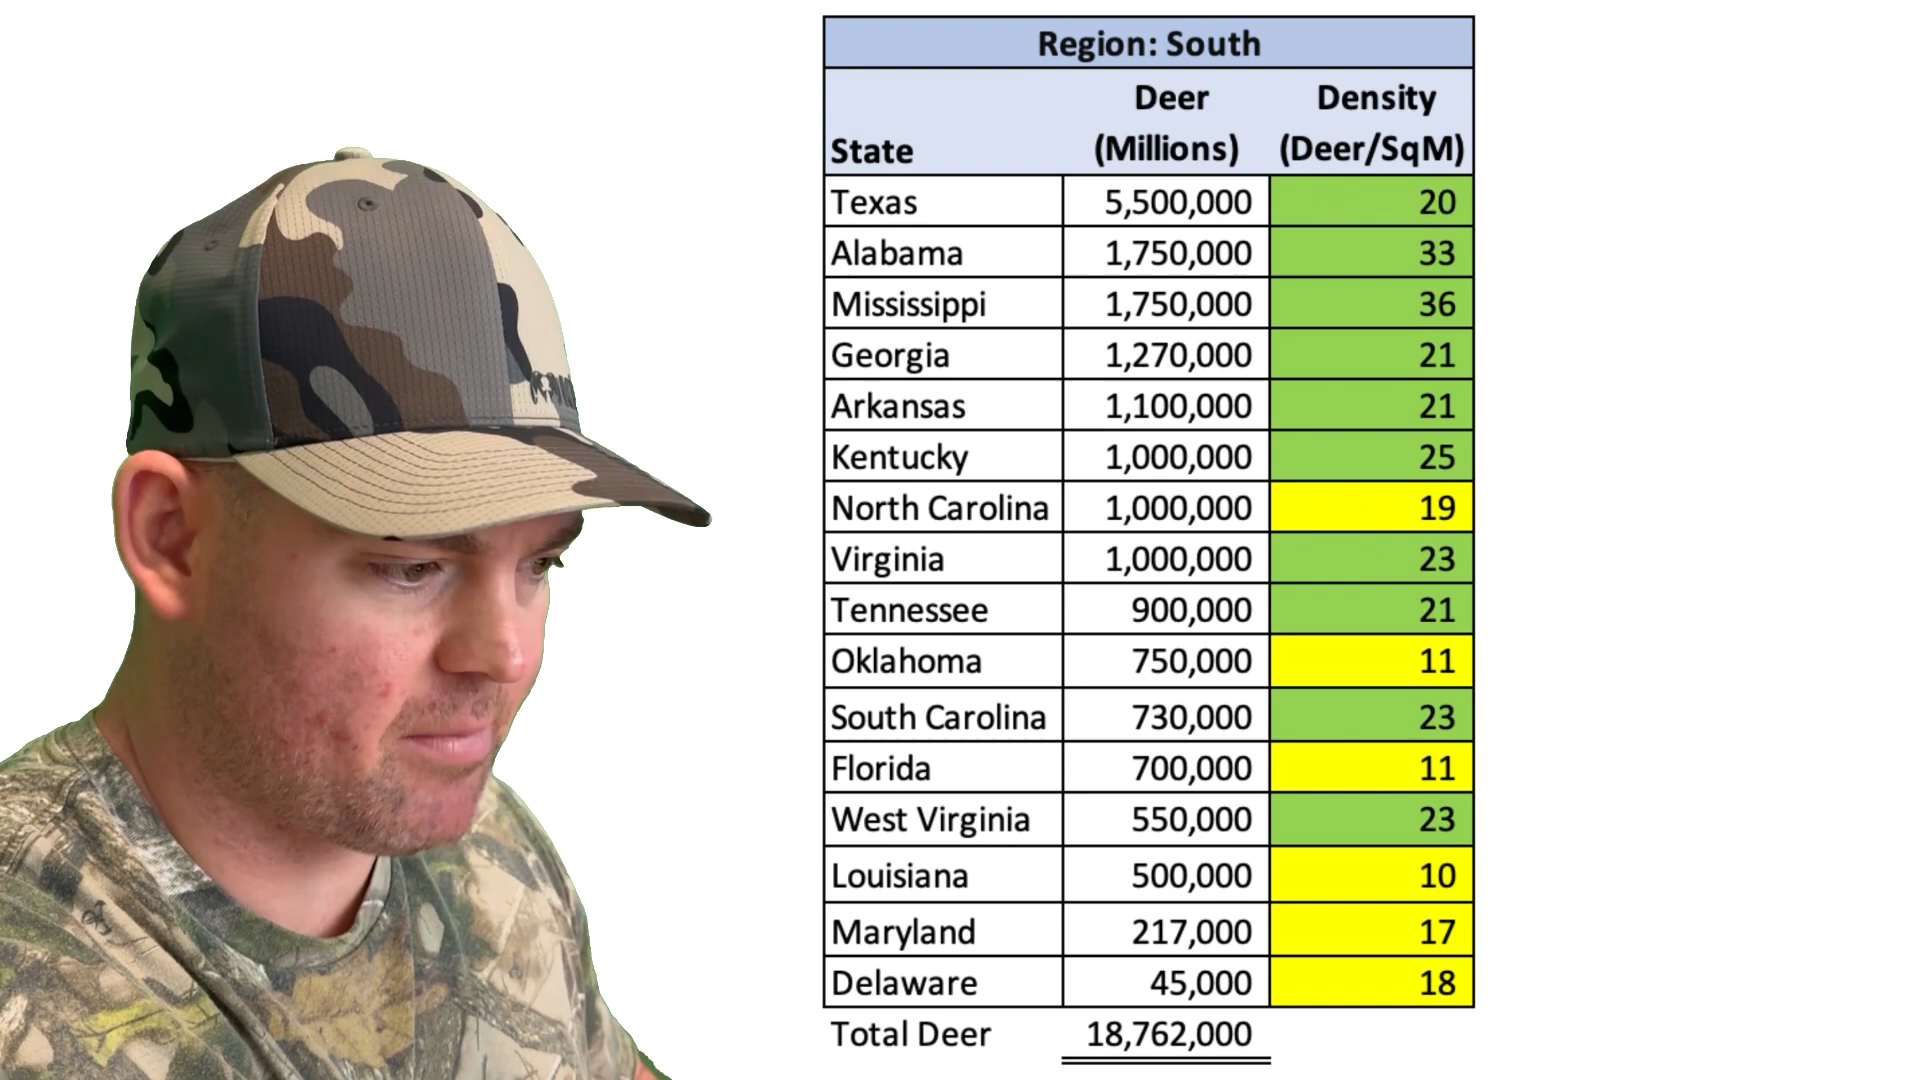 Region: South
Deer Density
State (Millions) (Deer/SqM)
Texas 5,500,000 20
Alabama 1,750,000 33
Mississippi 1,750,000 36
Georgia 1,270,000 21
Arkansas 1,100,000 21
Kentucky 1,000,000 25
North Carolina 1,000,000 19
Virginia 1,000,000 23
Tennessee 900,000 21
Oklahoma 750,000 11
South Carolina 730,000 23
Florida 700,000 11
West Virginia 550,000 23
Louisiana 500,000 10
Maryland 217,000 17
Delaware 45,000 18
Total Deer 18,762,000